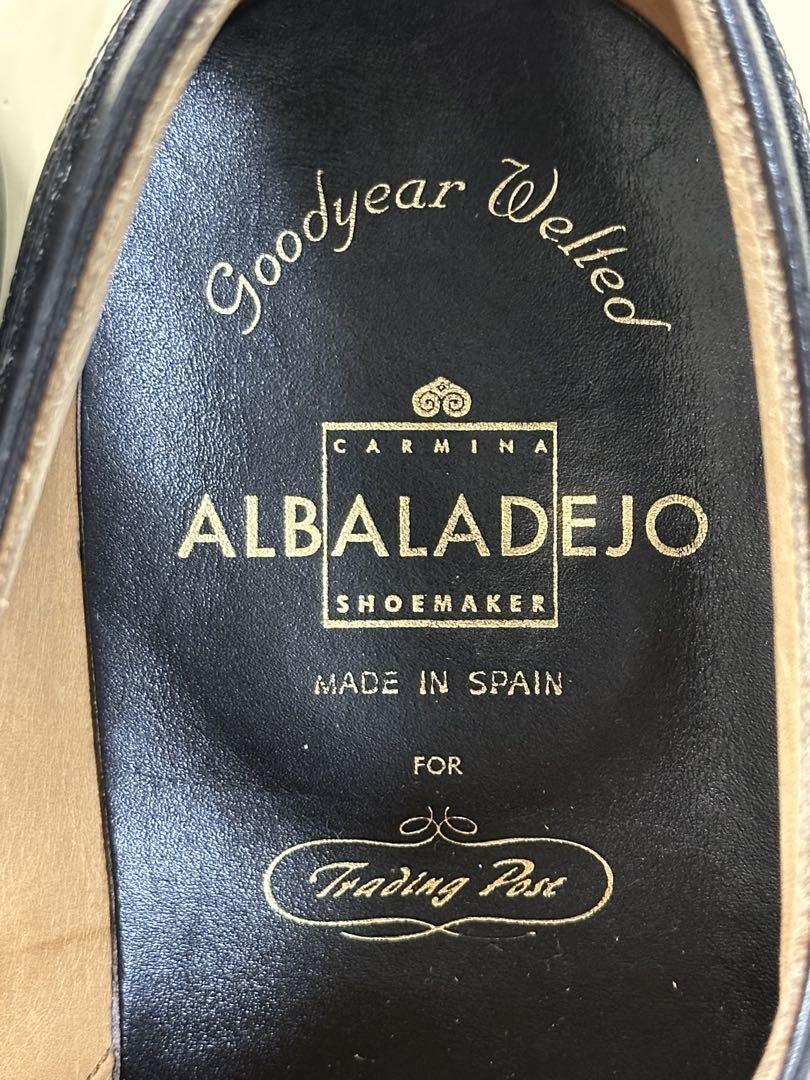 Goodyear Welted
CARMINA
ALBALADEJO
SHOEMAKER
MADE IN SPAIN
FOR
Trading Post